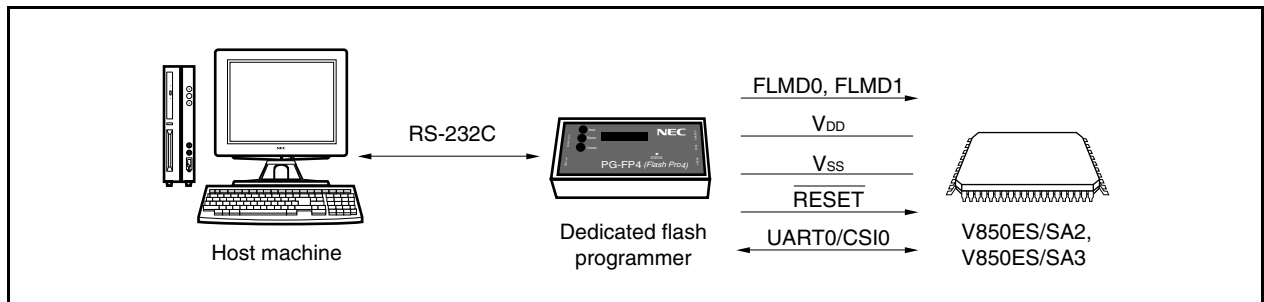 RS-232C
Host machine
NEC
NEC
PG-FP4 (Flash Pro4)
Dedicated flash
programmer
FLMD0, FLMD1
VDD
VSS
RESET
UART0/CSI0
V850ES/SA2,
V850ES/SA3